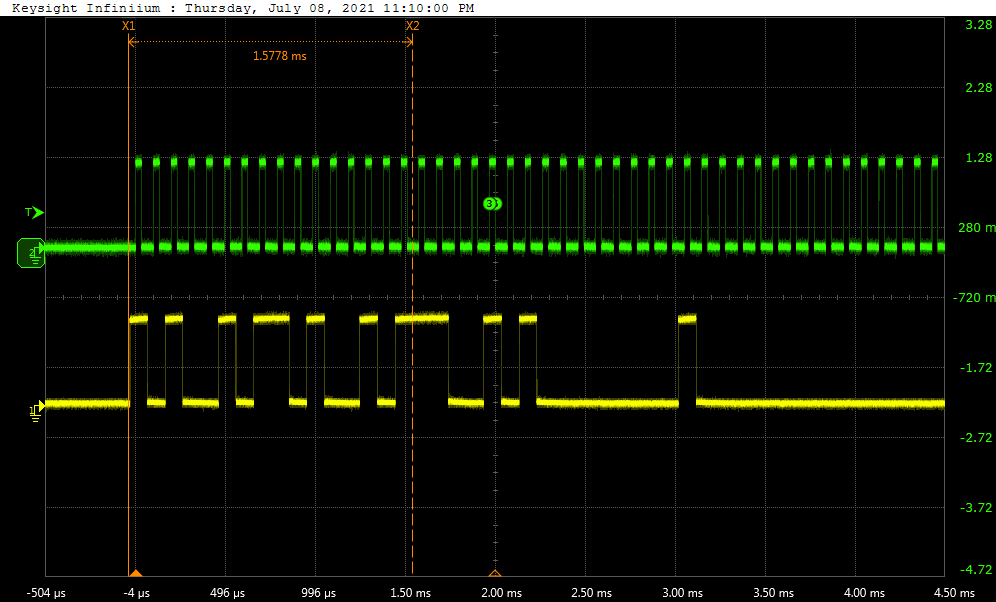 Keysight Infiniium : Thursday, July 08, 2021 11:10:00 PM
X1 X2 3.28
1.5778 ms
2.28
1.28
T
3
280 m
2
-720 m
-1.72
1
-2.72
-3.72
-4.72
-504 µs -4 µs 496 µs 996 µs 1.50 ms 2.00 ms 2.50 ms 3.00 ms 3.50 ms 4.00 ms 4.50 ms